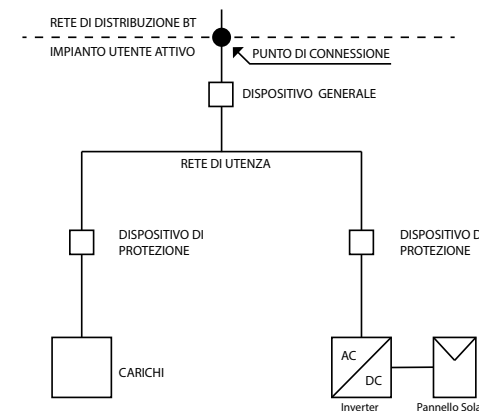 RETE DI DISTRIBUZIONE BT
IMPIANTO UTENTE ATTIVO
PUNTO DI CONNESSIONE
DISPOSITIVO GENERALE
RETE DI UTENZA
DISPOSITIVO DI
PROTEZIONE
DISPOSITIVO D
PROTEZIONE
CARICHI
AC
DC
Inverter
Pannello Sola